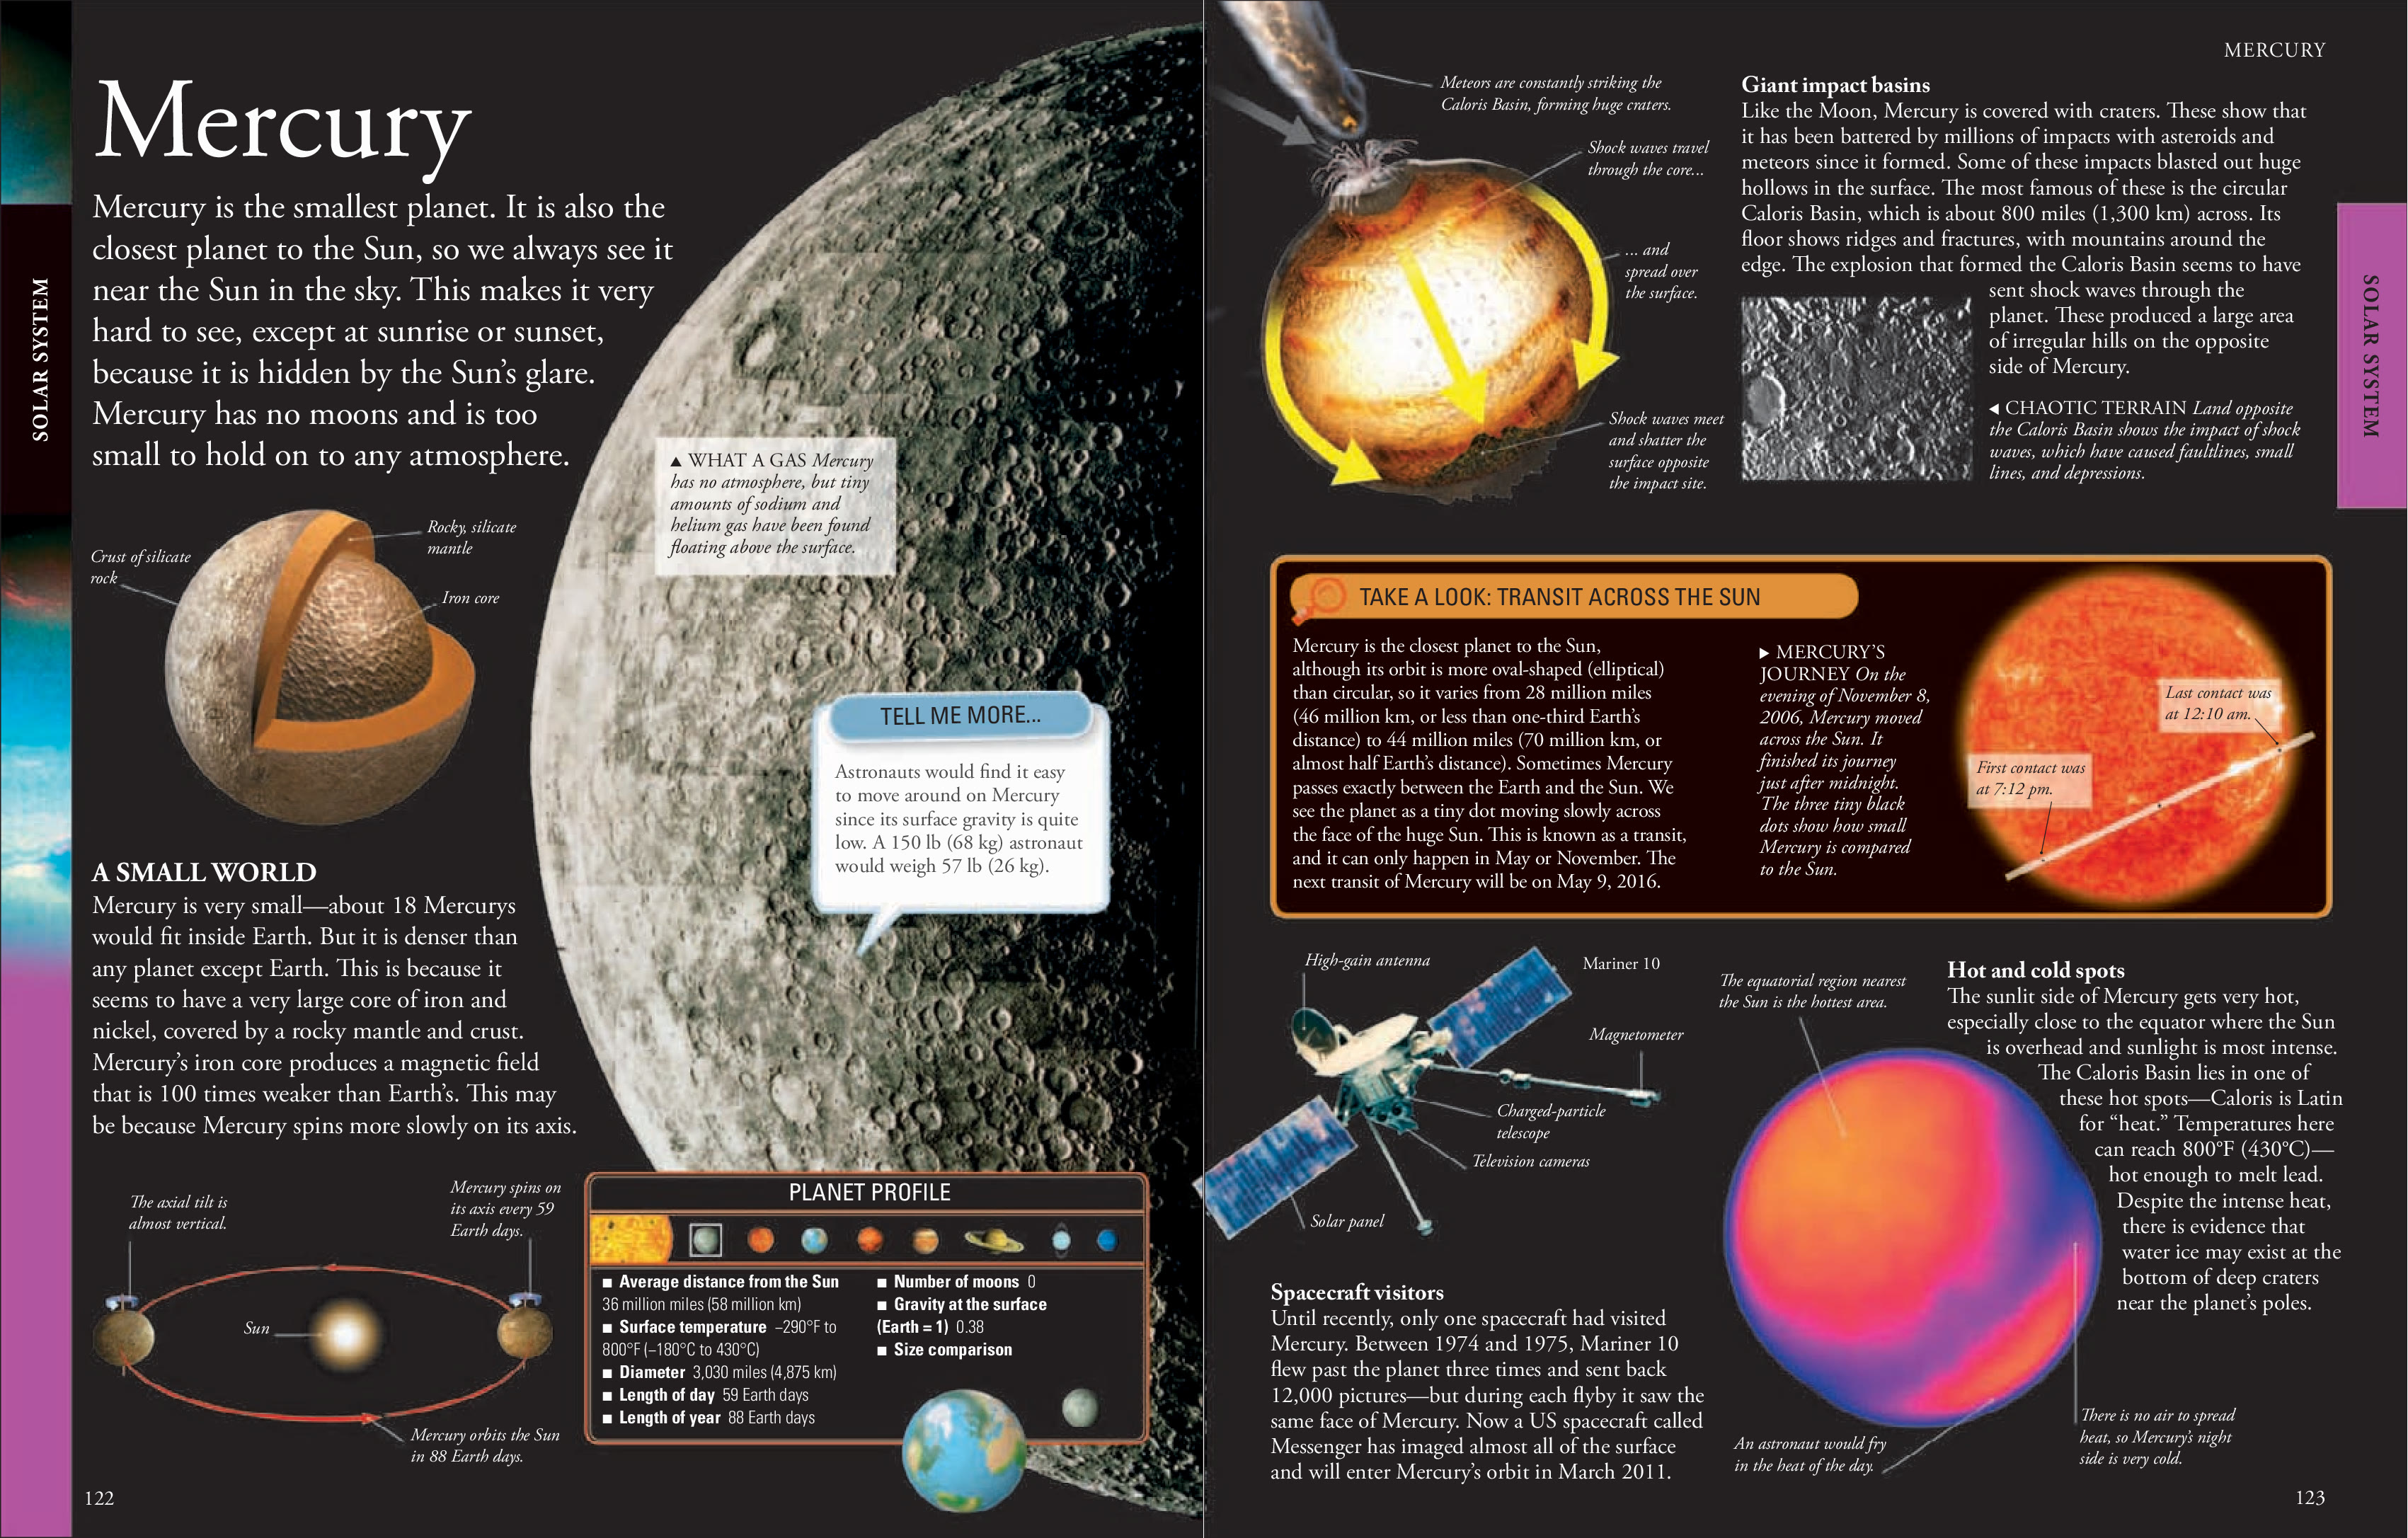 SOLAR SYSTEM
Mercury
Mercury is the smallest planet. It is also the
closest planet to the Sun, so we always see it
near the Sun in the sky. This makes it very
hard to see, except at sunrise or sunset,
because it is hidden by the Sun's glare.
Mercury has no moons and is too
small to hold on to any atmosphere.
▲ WHAT A GAS Mercury
has no atmosphere, but tiny
amounts of sodium and
helium gas have been found
floating above the surface.
Crust of silicate
rock
Rocky, silicate
mantle
Iron core
TELL ME MORE...
Astronauts would find it easy
to move around on Mercury
since its surface gravity is quite
low. A 150 lb (68 kg) astronaut
would weigh 57 lb (26 kg).
A SMALL WORLD
Mercury is very small—about 18 Mercurys
would fit inside Earth. But it is denser than
any planet except Earth. This is because it
seems to have a very large core of iron and
nickel, covered by a rocky mantle and crust.
Mercury's iron core produces a magnetic field
that is 100 times weaker than Earth's. This may
be because Mercury spins more slowly on its axis.
The axial tilt is
almost vertical.
Mercury spins on
its axis every 59
Earth days.
Sun
Mercury orbits the Sun
in 88 Earth days.
PLANET PROFILE
■ Average distance from the Sun
36 million miles (58 million km)
■ Surface temperature –290°F to
800°F (–180°C to 430°C)
■ Diameter 3,030 miles (4,875 km)
■ Length of day 59 Earth days
■ Length of year 88 Earth days
■ Number of moons 0
■ Gravity at the surface
(Earth = 1) 0.38
■ Size comparison
122
MERCURY
Meteors are constantly striking the
Caloris Basin, forming huge craters.
Shock waves travel
through the core...
... and
spread over
the surface.
Shock waves meet
and shatter the
surface opposite
the impact site.
Giant impact basins
Like the Moon, Mercury is covered with craters. These show that
it has been battered by millions of impacts with asteroids and
meteors since it formed. Some of these impacts blasted out huge
hollows in the surface. The most famous of these is the circular
Caloris Basin, which is about 800 miles (1,300 km) across. Its
floor shows ridges and fractures, with mountains around the
edge. The explosion that formed the Caloris Basin seems to have
sent shock waves through the
planet. These produced a large area
of irregular hills on the opposite
side of Mercury.
◀ CHAOTIC TERRAIN Land opposite
the Caloris Basin shows the impact of shock
waves, which have caused faultlines, small
lines, and depressions.
SOLAR SYSTEM
TAKE A LOOK: TRANSIT ACROSS THE SUN
Mercury is the closest planet to the Sun,
although its orbit is more oval-shaped (elliptical)
than circular, so it varies from 28 million miles
(46 million km, or less than one-third Earth's
distance) to 44 million miles (70 million km, or
almost half Earth's distance). Sometimes Mercury
passes exactly between the Earth and the Sun. We
see the planet as a tiny dot moving slowly across
the face of the huge Sun. This is known as a transit,
and it can only happen in May or November. The
next transit of Mercury will be on May 9, 2016.
▶ MERCURY'S
JOURNEY On the
evening of November 8,
2006, Mercury moved
across the Sun. It
finished its journey
just after midnight.
The three tiny black
dots show how small
Mercury is compared
to the Sun.
Last contact was
at 12:10 am.
First contact was
at 7:12 pm.
High-gain antenna
Mariner 10
Magnetometer
Charged-particle
telescope
Television cameras
Solar panel
Spacecraft visitors
Until recently, only one spacecraft had visited
Mercury. Between 1974 and 1975, Mariner 10
flew past the planet three times and sent back
12,000 pictures—but during each flyby it saw the
same face of Mercury. Now a US spacecraft called
Messenger has imaged almost all of the surface
and will enter Mercury's orbit in March 2011.
The equatorial region nearest
the Sun is the hottest area.
Hot and cold spots
The sunlit side of Mercury gets very hot,
especially close to the equator where the Sun
is overhead and sunlight is most intense.
The Caloris Basin lies in one of
these hot spots—Caloris is Latin
for "heat." Temperatures here
can reach 800°F (430°C)—
hot enough to melt lead.
Despite the intense heat,
there is evidence that
water ice may exist at the
bottom of deep craters
near the planet's poles.
An astronaut would fry
in the heat of the day.
There is no air to spread
heat, so Mercury's night
side is very cold.
123